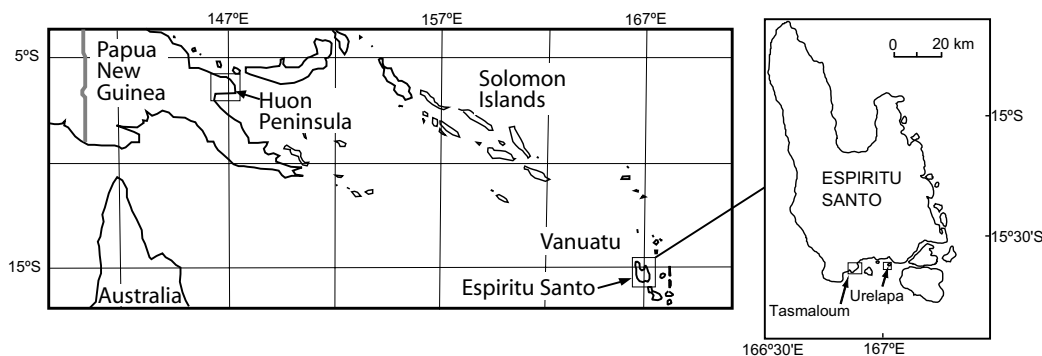 147ºE
157ºE
167ºE
5ºS
Papua
New
Guinea
Huon
Peninsula
Solomon
Islands
Vanuatu
15ºS
Australia
Espiritu Santo
0 20 km
15ºS
ESPIRITU
SANTO
15º30'S
Tasmaloum
Urelapa
166º30'E
167ºE